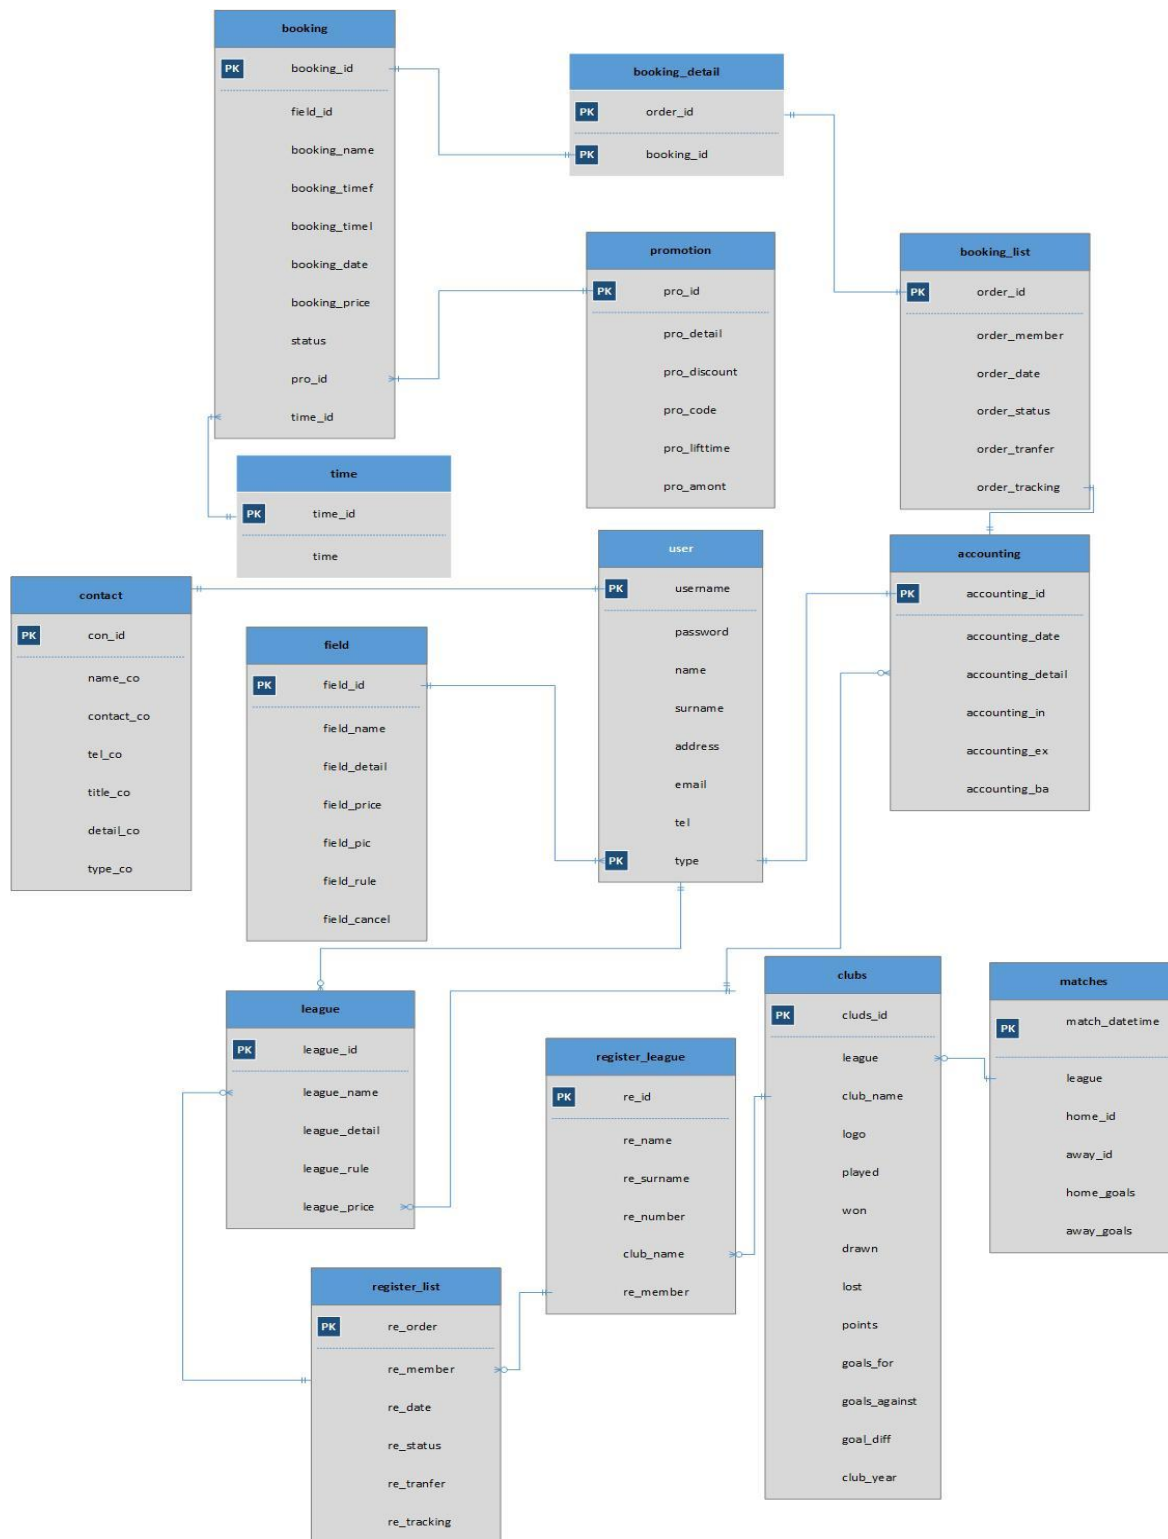 booking
PK booking_id
field_id
booking_name
booking_timef
booking_timel
booking_date
booking_price
status
pro_id
time_id
booking_detail
PK order_id
PK booking_id
promotion
PK pro_id
pro_detail
pro_discount
pro_code
pro_lifttime
pro_amont
booking_list
PK order_id
order_member
order_date
order_status
order_tranfer
order_tracking
time
PK time_id
time
user
PK username
password
name
surname
address
email
tel
PK type
accounting
PK accounting_id
accounting_date
accounting_detail
accounting_in
accounting_ex
accounting_ba
contact
PK con_id
name_co
contact_co
tel_co
title_co
detail_co
type_co
field
PK field_id
field_name
field_detail
field_price
field_pic
field_rule
field_cancel
league
PK league_id
league_name
league_detail
league_rule
league_price
register_league
PK re_id
re_name
re_surname
re_number
club_name
re_member
clubs
PK cluds_id
league
club_name
logo
played
won
drawn
lost
points
goals_for
goals_against
goal_diff
club_year
matches
PK match_datetime
league
home_id
away_id
home_goals
away_goals
register_list
PK re_order
re_member
re_date
re_status
re_tranfer
re_tracking